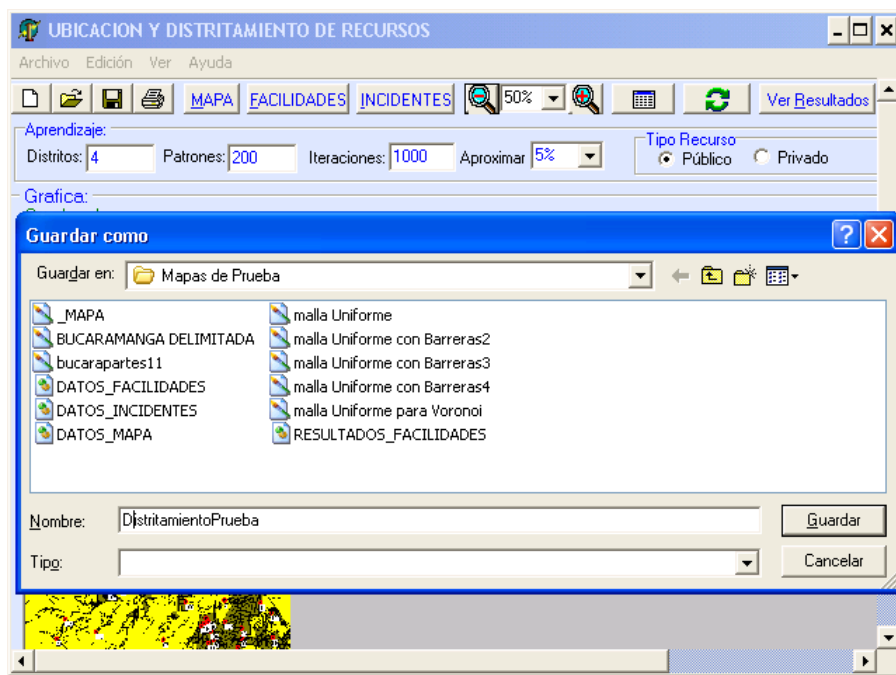 UBICACION Y DISTRITAMIENTO DE RECURSOS
Archivo Edición Ver Ayuda
MAPA FACILIDADES INCIDENTES 50% Ver Resultados
Aprendizaje:
Distritos: 4 Patrones: 200 Iteraciones: 1000 Aproximar 5% Tipo Recurso
Público Privado
Grafica:
Guardar como
Guardar en: Mapas de Prueba
_MAPA malla Uniforme
BUCARAMANGA DELIMITADA malla Uniforme con Barreras2
bucarapartes11 malla Uniforme con Barreras3
DATOS_FACILIDADES malla Uniforme con Barreras4
DATOS_INCIDENTES malla Uniforme para Voronoi
DATOS_MAPA RESULTADOS_FACILIDADES
Nombre: DistritamientoPrueba Guardar
Tipo: Cancelar